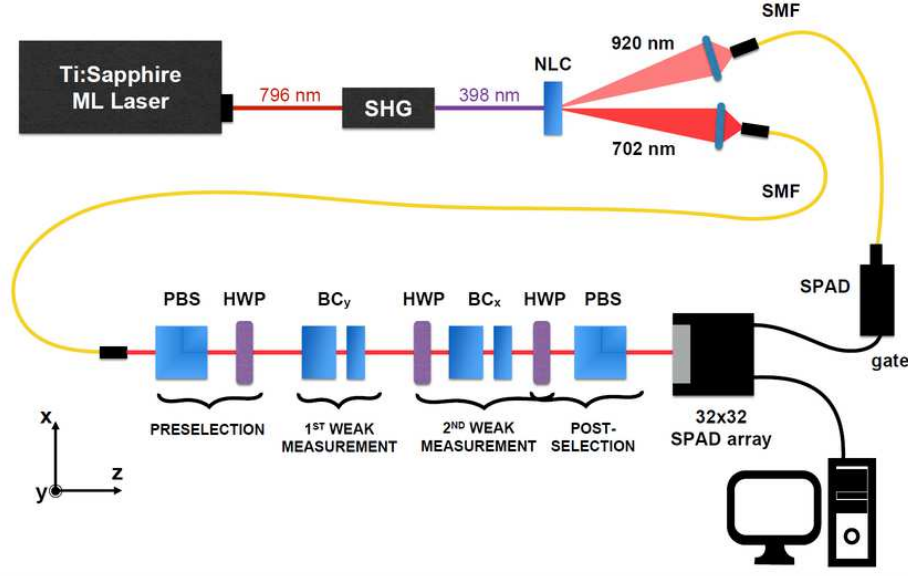 SMF
920 nm
Ti:Sapphire
ML Laser
NLC
796 nm
SHG
398 nm
702 nm
SMF
SPAD
PBS
HWP
BCy
HWP
BCx
HWP
PBS
gate
PRESELECTION
1ST WEAK
MEASUREMENT
2ND WEAK
MEASUREMENT
POST-
SELECTION
32x32
SPAD array
x
y
z